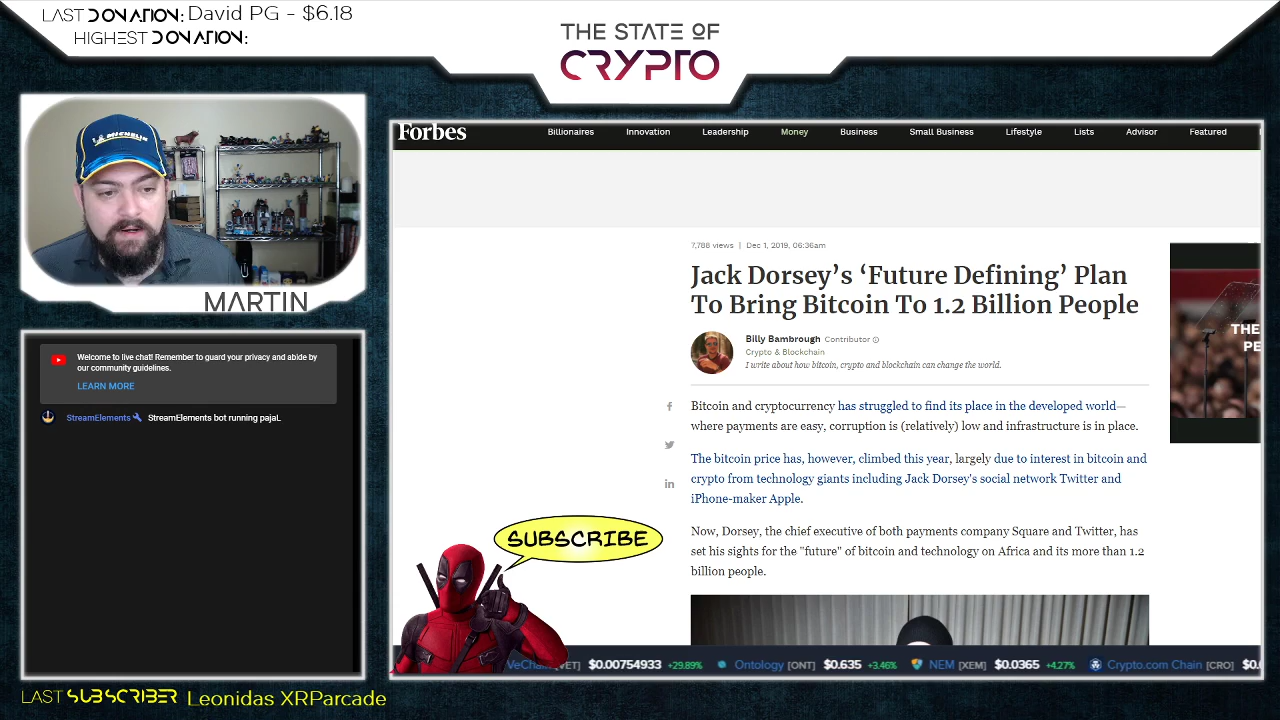 LAST DONATION: David PG - $6.18
HIGHEST DONATION:
THE STATE OF
CRYPTO
MICHELIN
MARTIN
Welcome to live chat! Remember to guard your privacy and abide by
our community guidelines.
LEARN MORE
StreamElements StreamElements bot running pajaL
LAST SUBSCRIBER Leonidas XRParcade
Forbes
Billionaires Innovation Leadership Money Business Small Business Lifestyle Lists Advisor Featured
7,788 views | Dec 1, 2019, 06:36am
Jack Dorsey’s ‘Future Defining’ Plan
To Bring Bitcoin To 1.2 Billion People
Billy Bambrough Contributor
Crypto & Blockchain
I write about how bitcoin, crypto and blockchain can change the world.
Bitcoin and cryptocurrency has struggled to find its place in the developed world—
where payments are easy, corruption is (relatively) low and infrastructure is in place.
The bitcoin price has, however, climbed this year, largely due to interest in bitcoin and
crypto from technology giants including Jack Dorsey's social network Twitter and
iPhone-maker Apple.
Now, Dorsey, the chief executive of both payments company Square and Twitter, has
set his sights for the "future" of bitcoin and technology on Africa and its more than 1.2
billion people.
THE
PE
SUBSCRIBE
VeChain [VET] $0.00754933 +29.89% Ontology [ONT] $0.635 +3.46% NEM [XEM] $0.0365 +4.27% Crypto.com Chain [CRO] $0.0